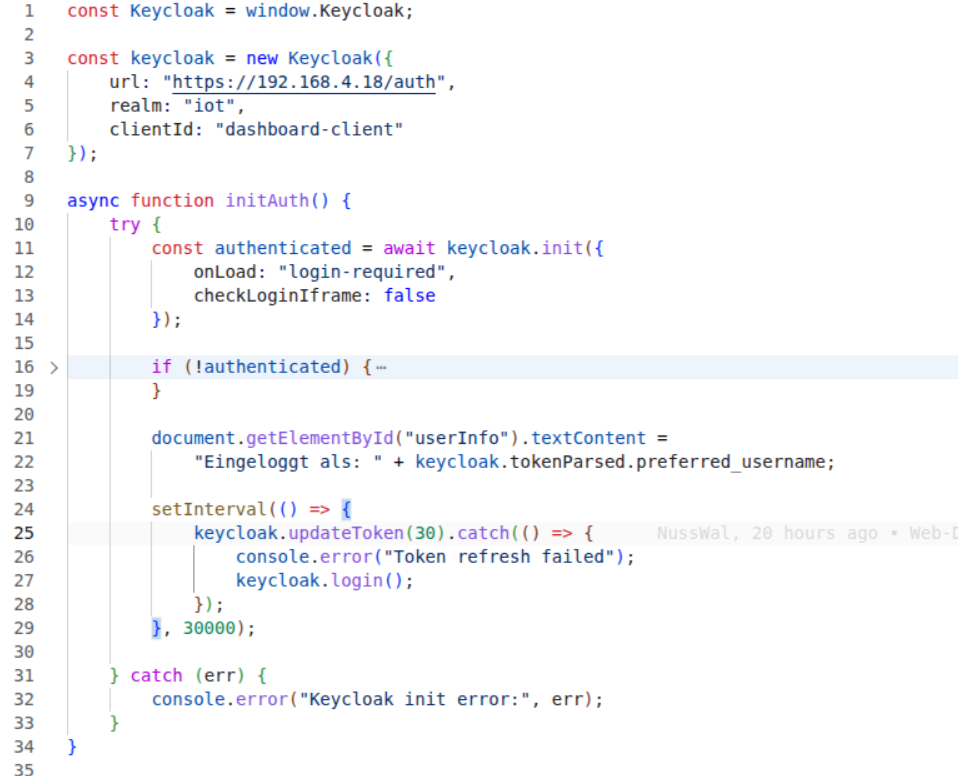 1 const Keycloak = window.Keycloak;
2
3 const keycloak = new Keycloak({
4     url: "https://192.168.4.18/auth",
5     realm: "iot",
6     clientId: "dashboard-client"
7 });
8
9 async function initAuth() {
10     try {
11         const authenticated = await keycloak.init({
12             onLoad: "login-required",
13             checkLoginIframe: false
14         });
15
16         if (!authenticated) {⋯
19         }
20
21         document.getElementById("userInfo").textContent =
22             "Eingeloggt als: " + keycloak.tokenParsed.preferred_username;
23
24         setInterval(() => {
25             keycloak.updateToken(30).catch(() => {     NussWal, 20 hours ago • Web-
26                 console.error("Token refresh failed");
27                 keycloak.login();
28             });
29         }, 30000);
30
31     } catch (err) {
32         console.error("Keycloak init error:", err);
33     }
34 }
35